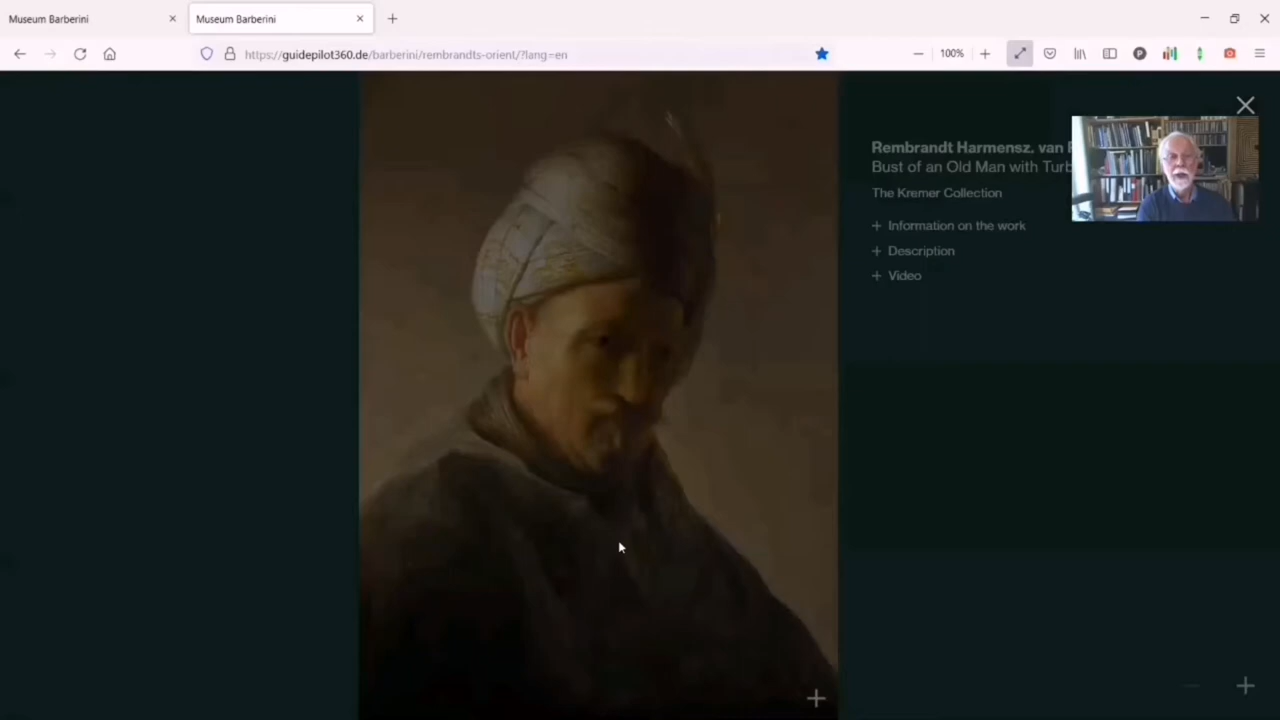 Museum Barberini
Museum Barberini
https://guidepilot360.de/barberini/rembrandts-orient/?lang=en
100%
Rembrandt Harmensz. van
Bust of an Old Man with Turb
The Kremer Collection
+ Information on the work
+ Description
+ Video